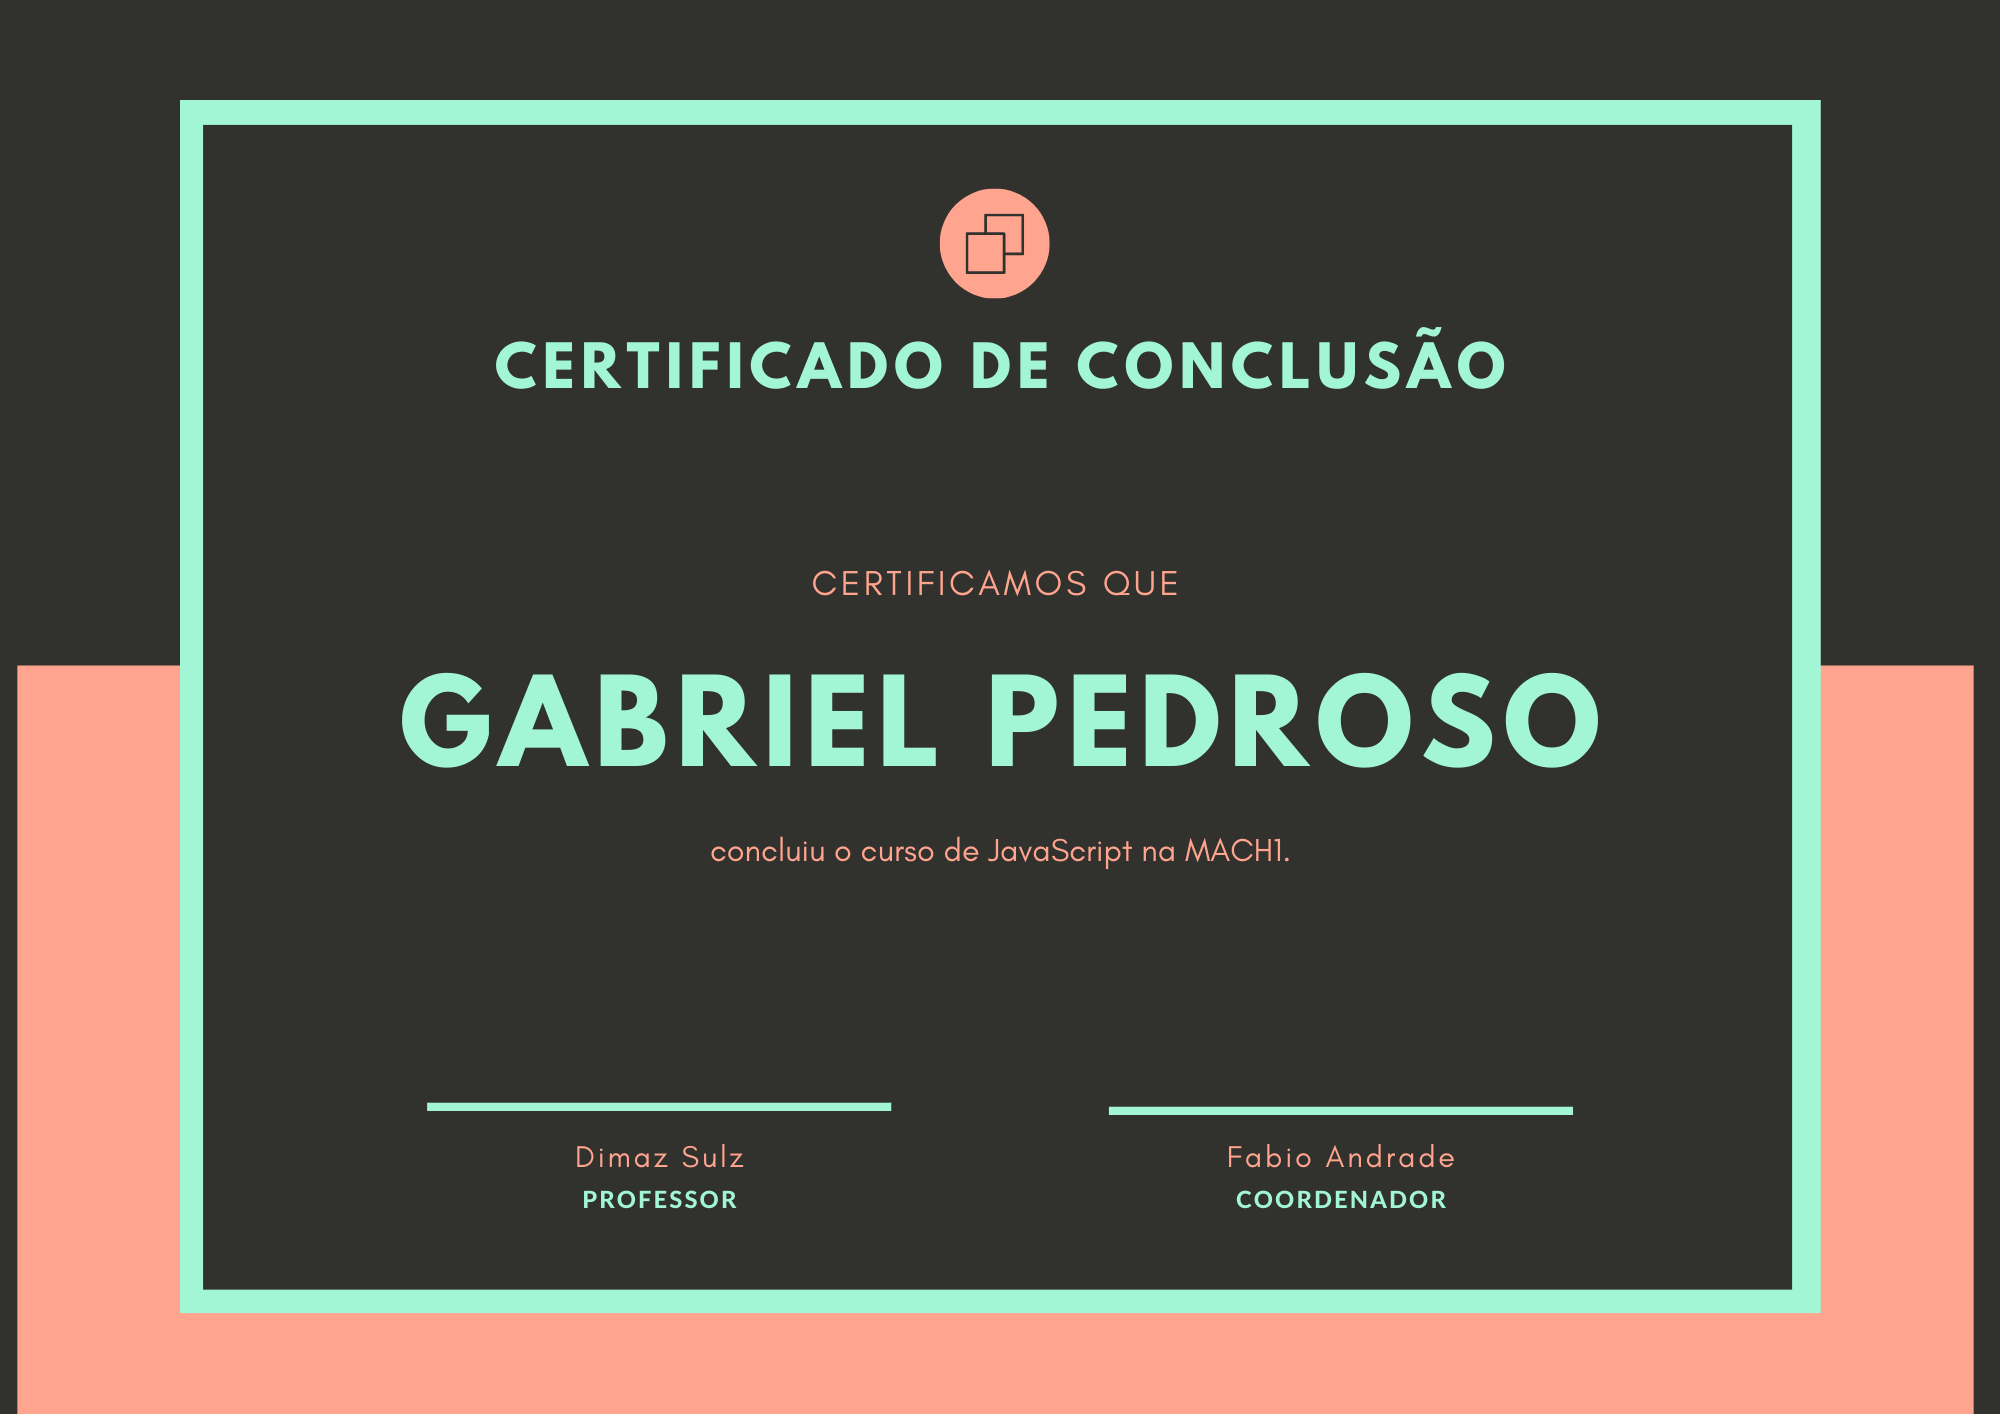 CERTIFICADO DE CONCLUSÃO
CERTIFICAMOS QUE
GABRIEL PEDROSO
concluiu o curso de JavaScript na MACH1.
Dimaz Sulz
PROFESSOR
Fabio Andrade
COORDENADOR